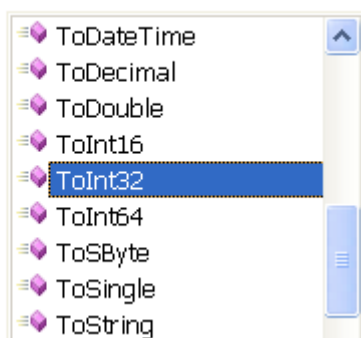 ToDateTime
ToDecimal
ToDouble
ToInt16
ToInt32
ToInt64
ToSByte
ToSingle
ToString